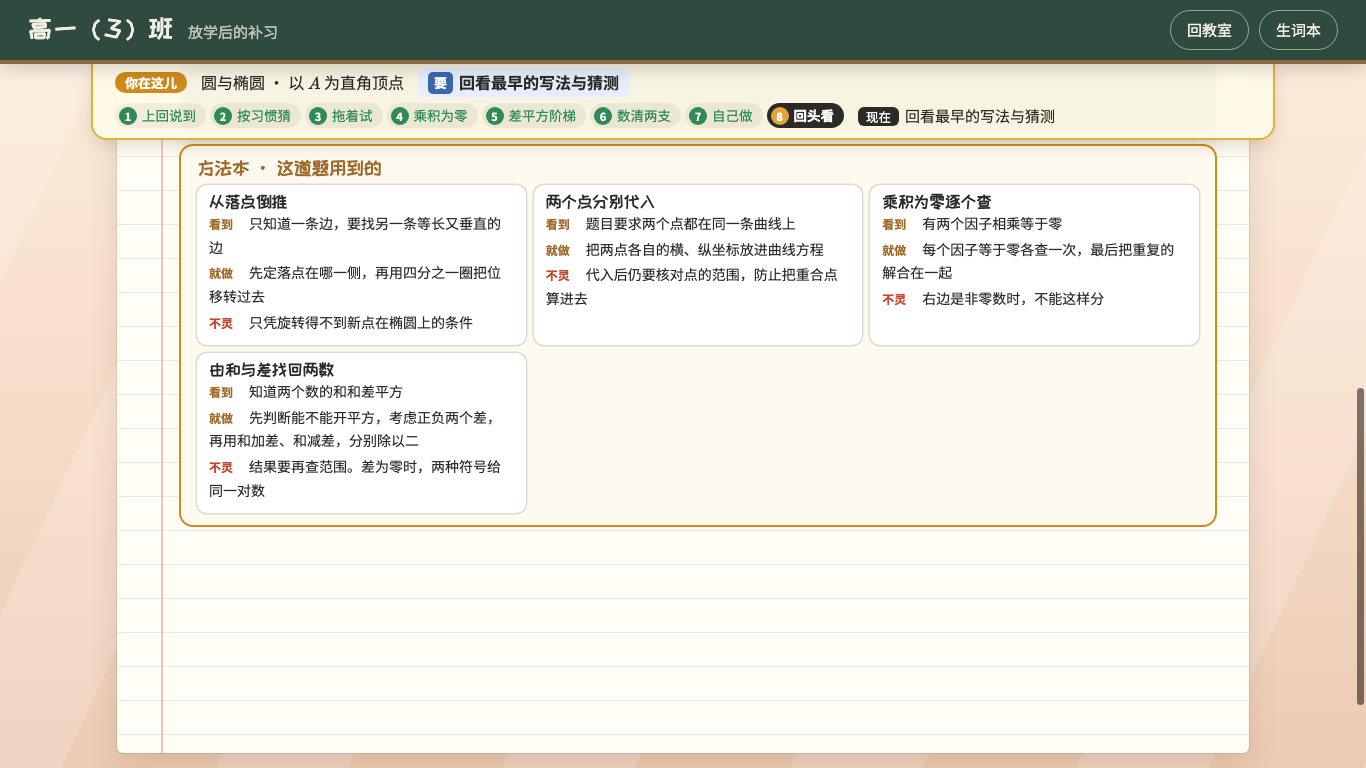 高一（3）班 放学后的补习 回教室 生词本
你在这儿 圆与椭圆 · 以 A 为直角顶点 要 回看最早的写法与猜测
1 上回说到 2 按习惯猜 3 拖着试 4 乘积为零 5 差平方阶梯 6 数清两支 7 自己做 8 回头看 现在 回看最早的写法与猜测
方法本 · 这道题用到的
从落点倒推
看到 只知道一条边，要找另一条等长又垂直的
边
就做 先定落点在哪一侧，再用四分之一圈把位
移转过去
不灵 只凭旋转得不到新点在椭圆上的条件
两个点分别代入
看到 题目要求两个点都在同一条曲线上
就做 把两点各自的横、纵坐标放进曲线方程
不灵 代入后仍要核对点的范围，防止把重合点
算进去
乘积为零逐个查
看到 有两个因子相乘等于零
就做 每个因子等于零各查一次，最后把重复的
解合在一起
不灵 右边是非零数时，不能这样分
由和与差找回两数
看到 知道两个数的和和差平方
就做 先判断能不能开平方，考虑正负两个差，
再用和加差、和减差，分别除以二
不灵 结果要再查范围。差为零时，两种符号给
同一对数